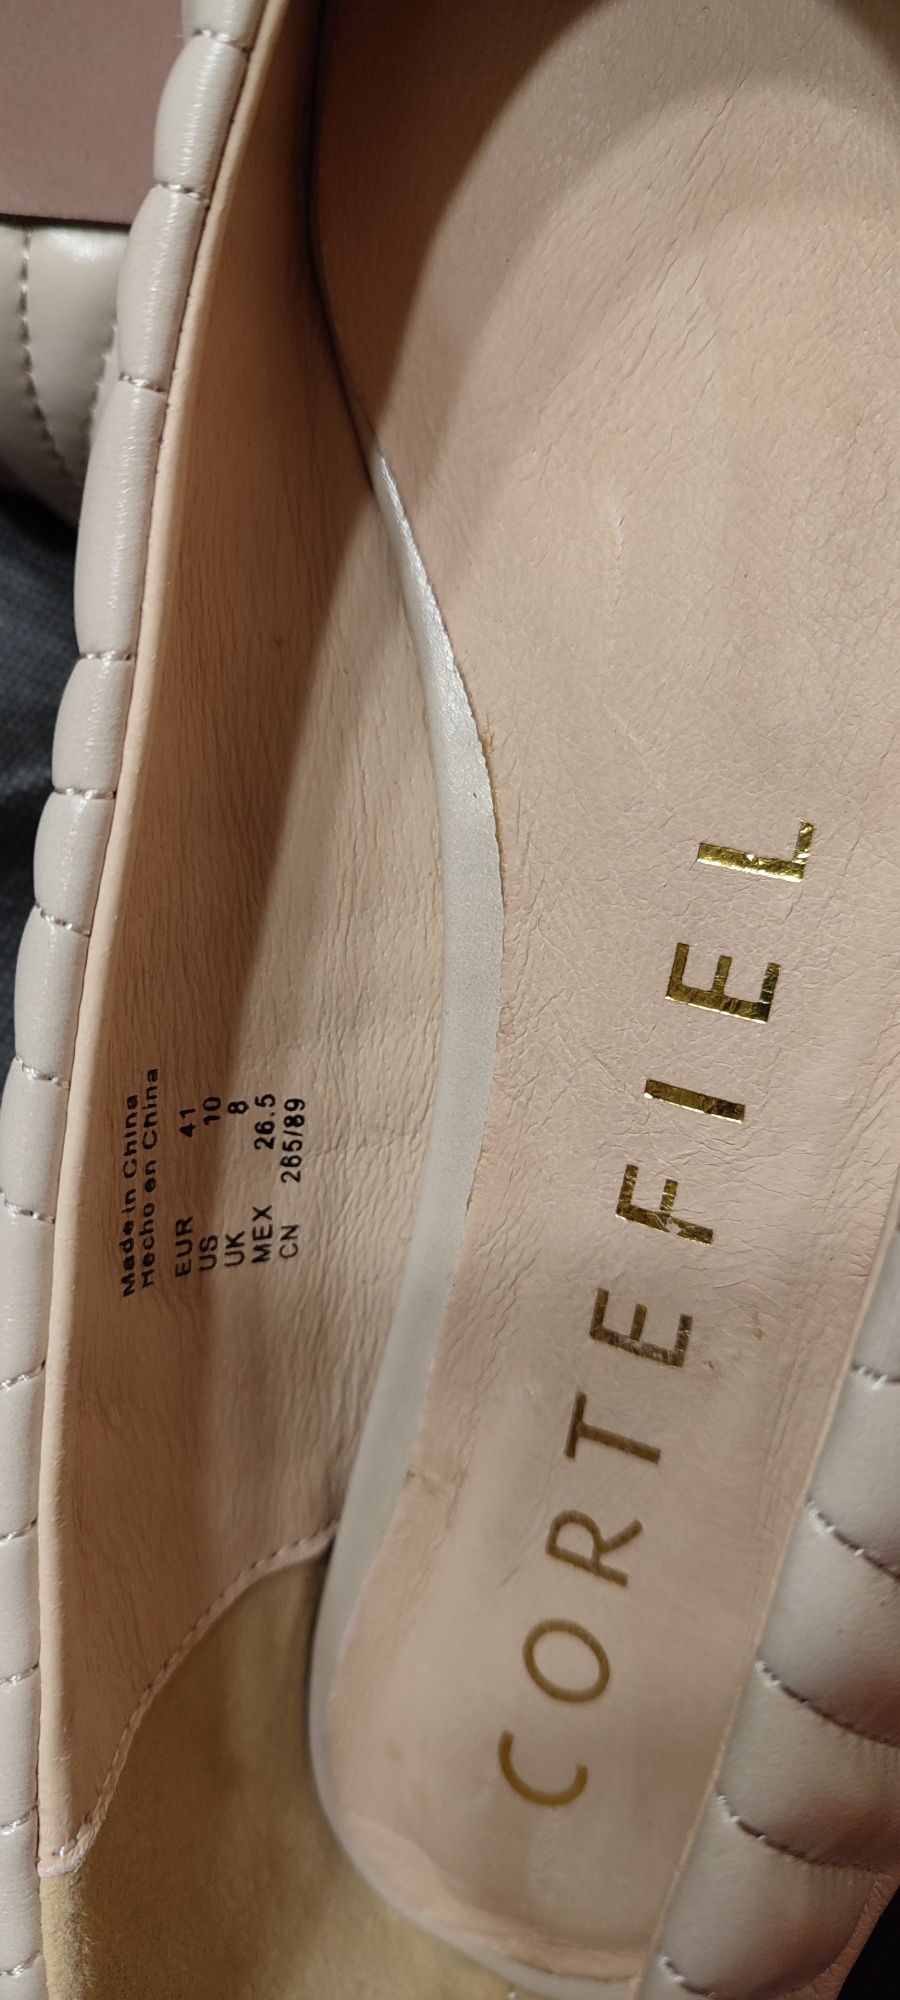 Made in China
Hecho en China
EUR 41
US 10
UK 8
MEX 26.5
CN 265/89
CORTEFIEL